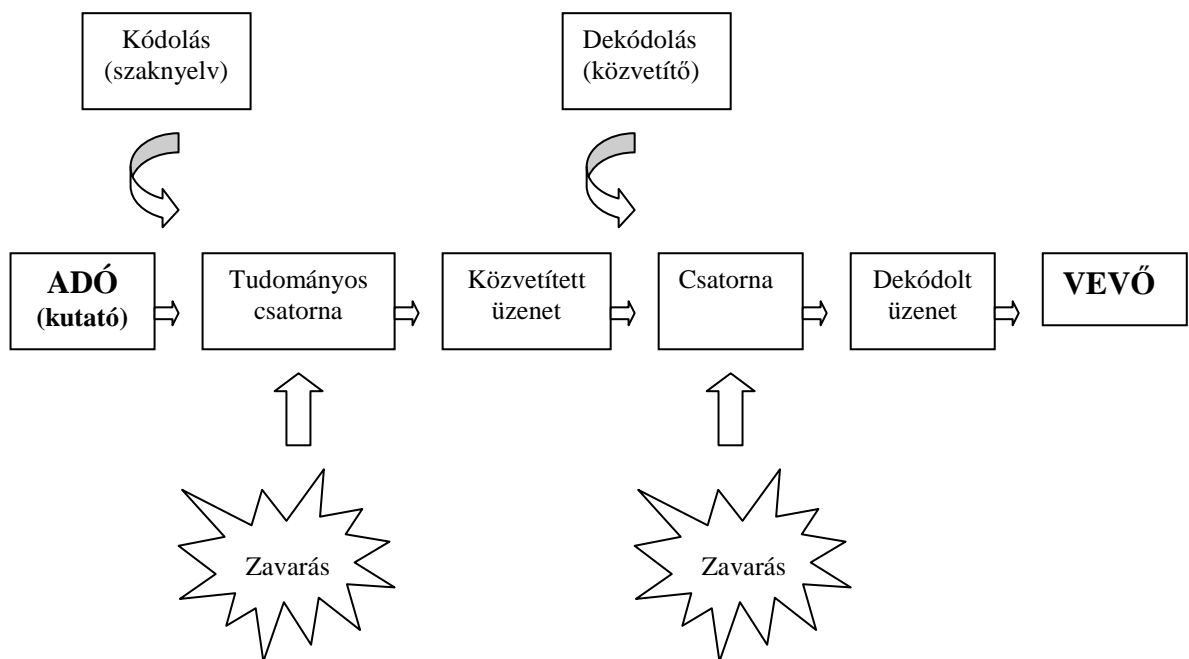 Kódolás
(szaknyelv)
Dekódolás
(közvetítő)
ADÓ
(kutató)
Tudományos
csatorna
Közvetített
üzenet
Csatorna
Dekódolt
üzenet
VEVŐ
Zavarás
Zavarás